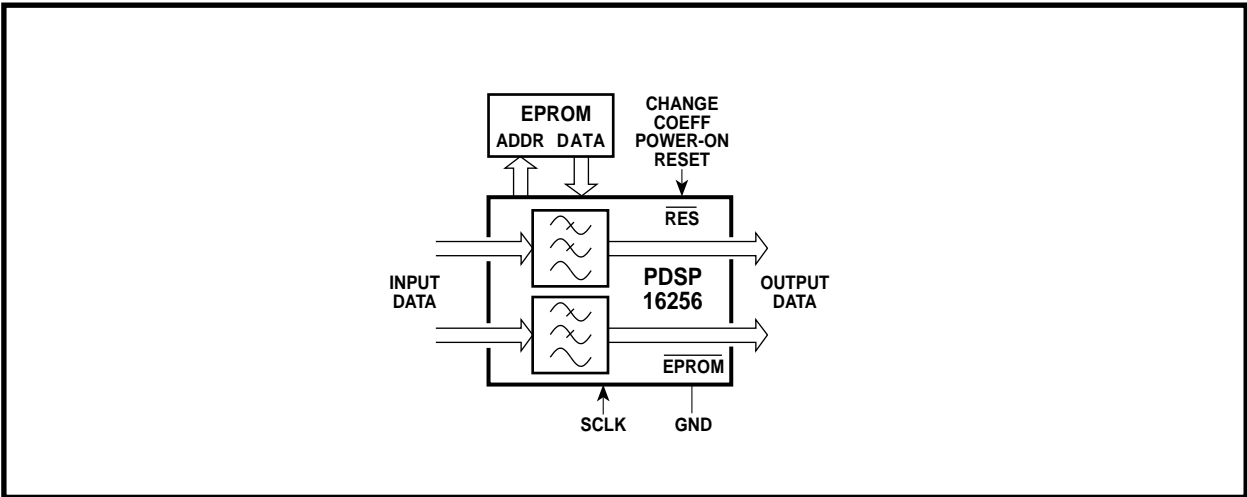 EPROM
ADDR DATA
CHANGE
COEFF
POWER-ON
RESET
RES
INPUT
DATA
PDSP
16256
OUTPUT
DATA
EPROM
SCLK
GND